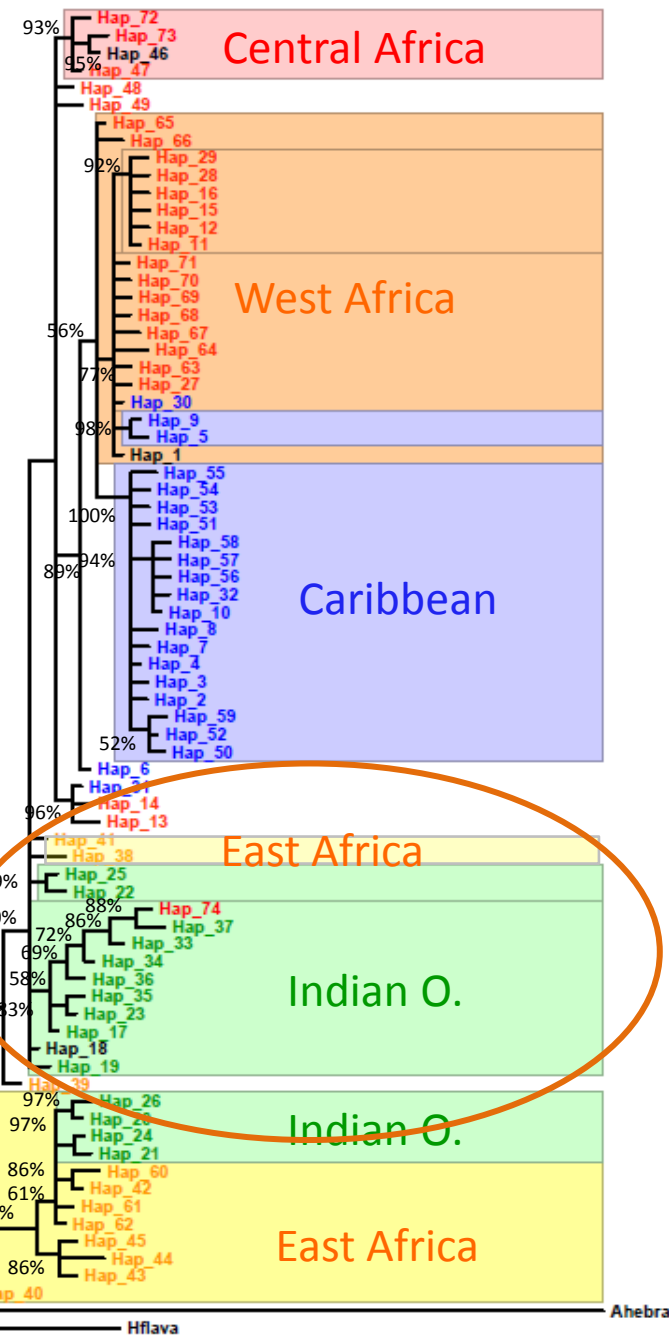 Hap_72
93%
Hap_73
Central Africa
Hap_46
95%
Hap_47
Hap_48
Hap_49
Hap_65
Hap_66
92%
Hap_29
Hap_28
Hap_16
Hap_15
Hap_12
Hap_11
Hap_71
Hap_70
West Africa
Hap_69
Hap_68
56%
Hap_67
Hap_64
77%
Hap_63
Hap_27
Hap_30
Hap_9
98%
Hap_5
Hap_1
Hap_55
Hap_54
Hap_53
100%
Hap_51
Hap_58
94%
Hap_57
89%
Hap_56
Hap_32
Caribbean
Hap_10
Hap_8
Hap_7
Hap_4
Hap_3
Hap_2
Hap_59
Hap_52
52%
Hap_50
Hap_6
Hap_14
96%
Hap_13
Hap_41
East Africa
Hap_38
Hap_25
Hap_22
88%
Hap_74
86%
Hap_37
72%
Hap_33
69%
Hap_34
58%
Hap_36
Indian O.
Hap_35
Hap_23
Hap_17
Hap_18
Hap_19
Hap_39
97%
Hap_26
97%
Indian O.
Hap_24
Hap_21
86%
Hap_60
61%
Hap_42
Hap_61
Hap_62
Hap_45
East Africa
Hap_44
86%
Hap_43
ap_40
Ahebra
Hflava